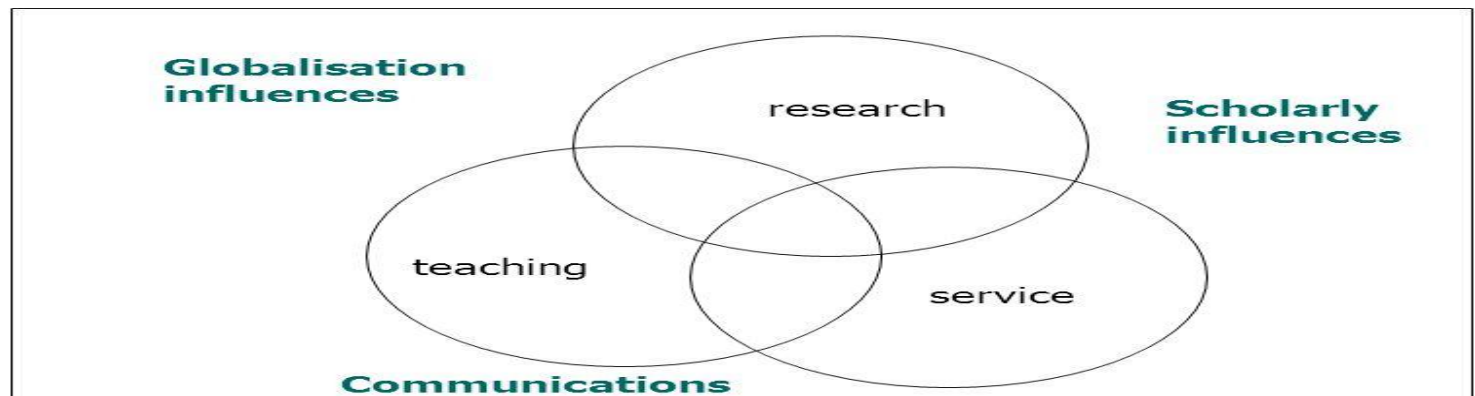 Globalisation
influences
research
Scholarly
influences
teaching
service
Communications